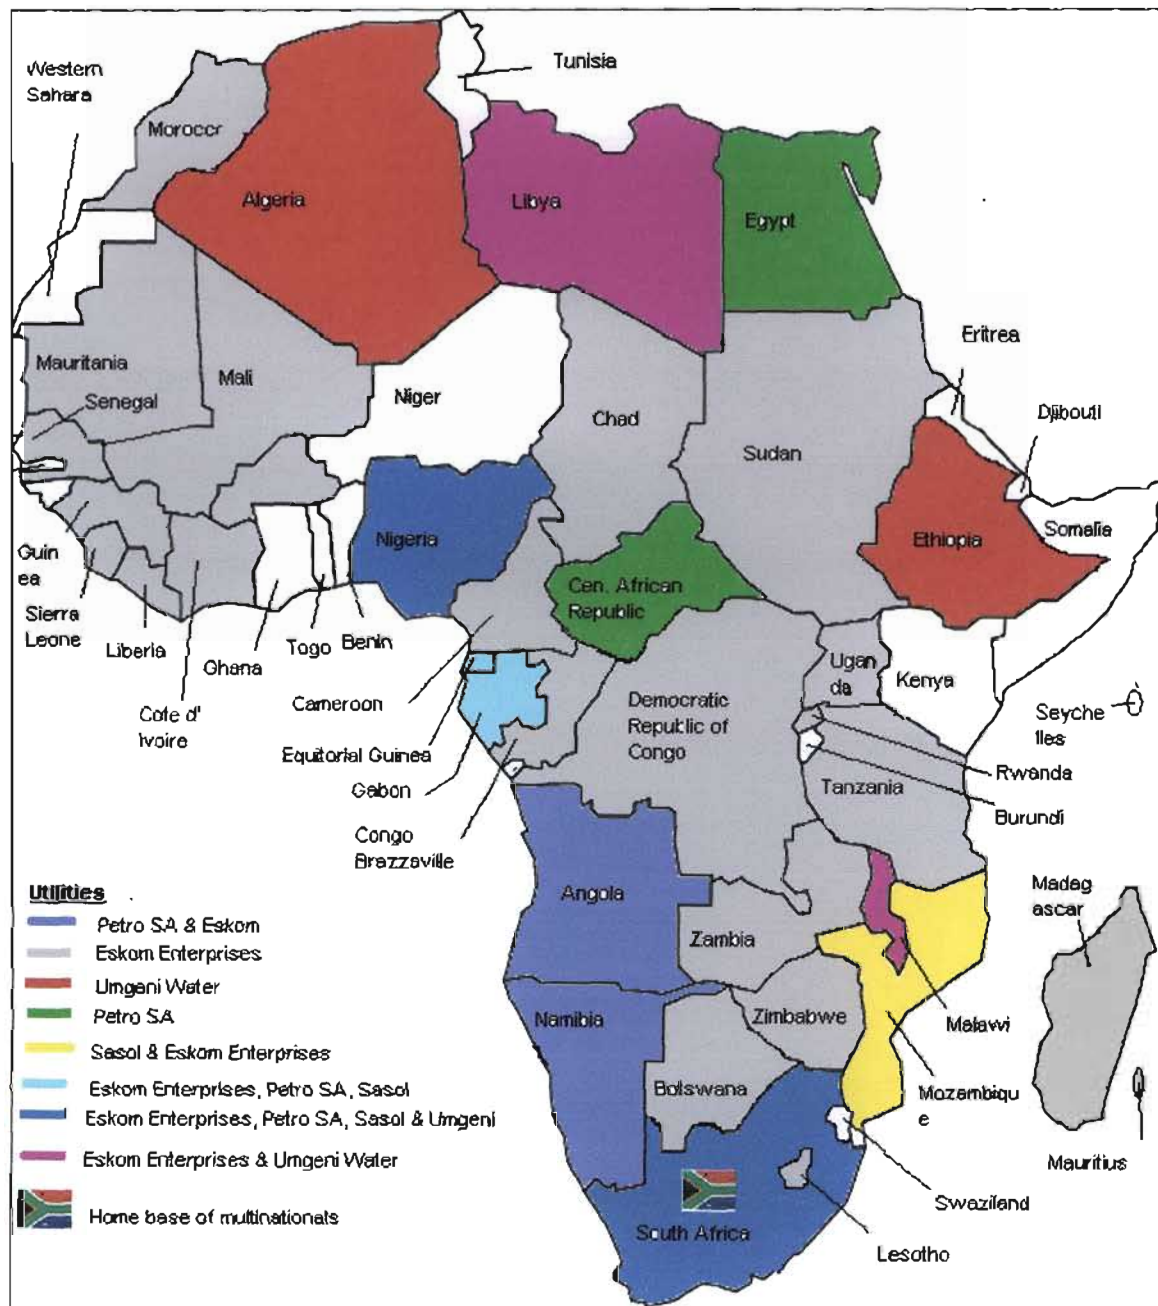 Western
Sahara
Tunisia
Moroccr
Algeria
Libya
Egypt
Eritrea
Mauritania
Mali
Niger
Senegal
Chad
Djibouti
Sudan
Nigeria
Ethiopia
Somalia
Guin
ea
Cen. African
Republic
Sierra
Leone
Liberia
Ghana
Togo
Benin
Ugan
da
Kenya
Cameroon
Democratic
Republic of
Congo
Seyche
lles
Cote d'
Ivoire
Equitorial Guinea
Gabon
Rwanda
Tanzania
Burundi
Congo
Brazzaville
Angola
Madag
ascar
Zambia
Namibia
Zimbabwe
Malawi
Botswana
Mozambiqu
e
Mauritius
Swaziland
South Africa
Lesotho
Utilities
Petro SA & Eskom
Eskom Enterprises
Umgeni Water
Petro SA
Sasol & Eskom Enterprises
Eskom Enterprises, Petro SA, Sasol
Eskom Enterprises, Petro SA, Sasol & Umgeni
Eskom Enterprises & Umgeni Water
Home base of multinationals